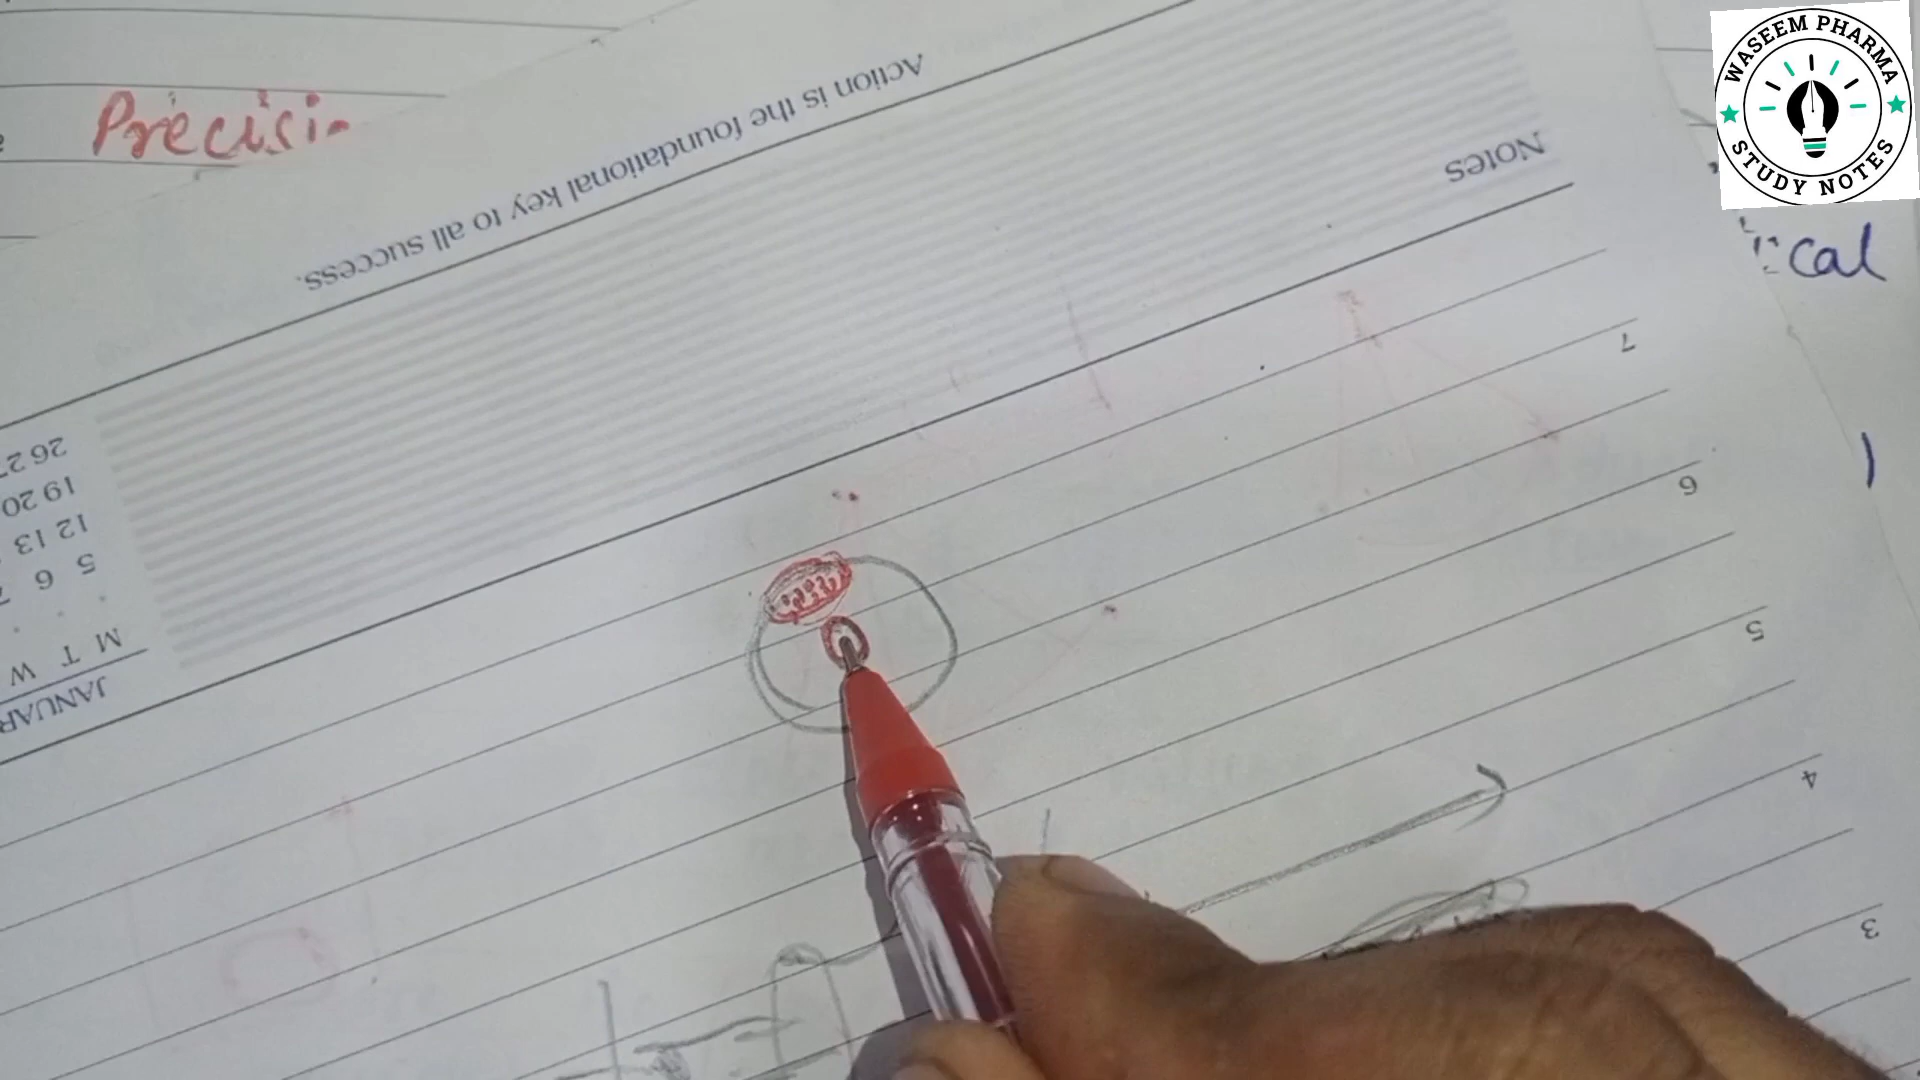 Precisi
Action is the foundational key to all success.
Notes
WASEEM PHARMA
STUDY NOTES
cal
7
6
5
4
3
JANUAR
M T W
5 6 7
12 13
19 20
26 27